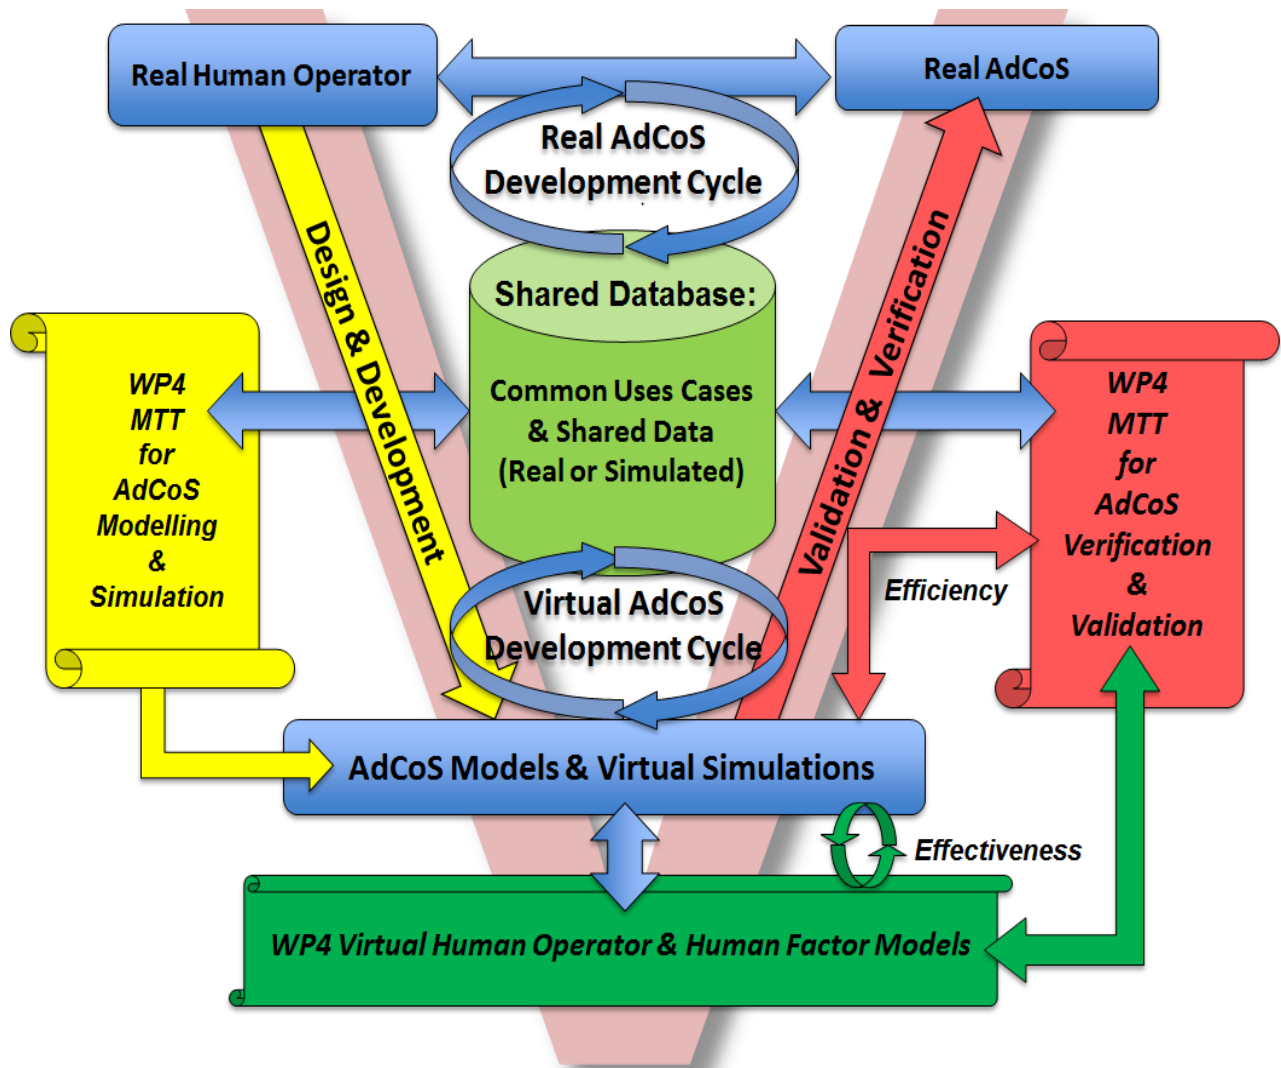 Real Human Operator
Real AdCoS
Real AdCoS
Development Cycle
Design & Development
Validation & Verification
Shared Database:
Common Uses Cases
& Shared Data
(Real or Simulated)
WP4
MTT
for
AdCoS
Modelling
&
Simulation
WP4
MTT
for
AdCoS
Verification
&
Validation
Efficiency
Virtual AdCoS
Development Cycle
AdCoS Models & Virtual Simulations
Effectiveness
WP4 Virtual Human Operator & Human Factor Models